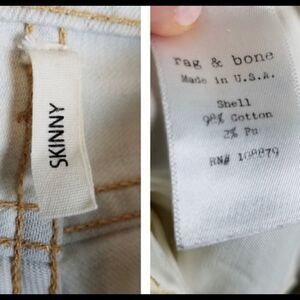 SKINNY
rag & bone
Made in U.S.A.
Shell
98% Cotton
2% Pu
RN# 108879